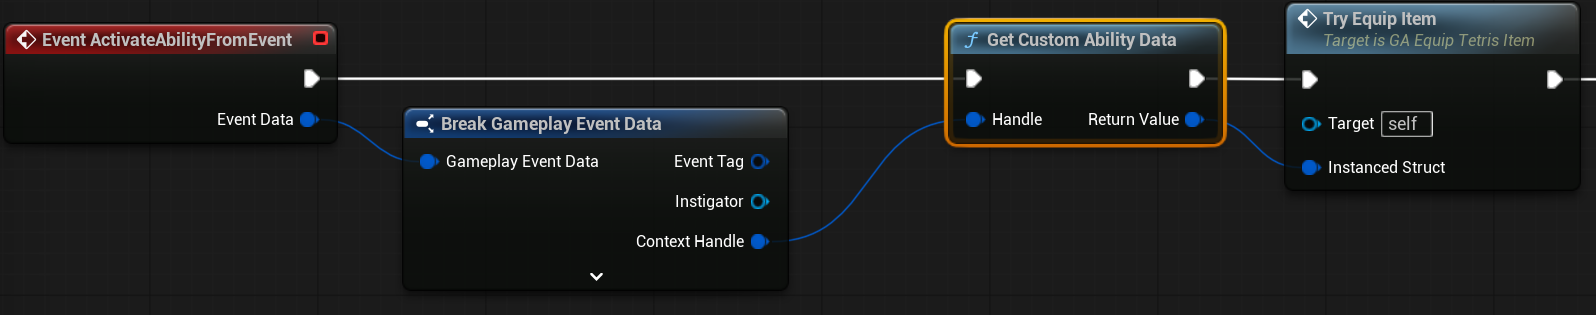 Event ActivateAbilityFromEvent
Event Data
Break Gameplay Event Data
Gameplay Event Data
Event Tag
Instigator
Context Handle
f Get Custom Ability Data
Handle
Return Value
Try Equip Item
Target is GA Equip Tetris Item
Target self
Instanced Struct